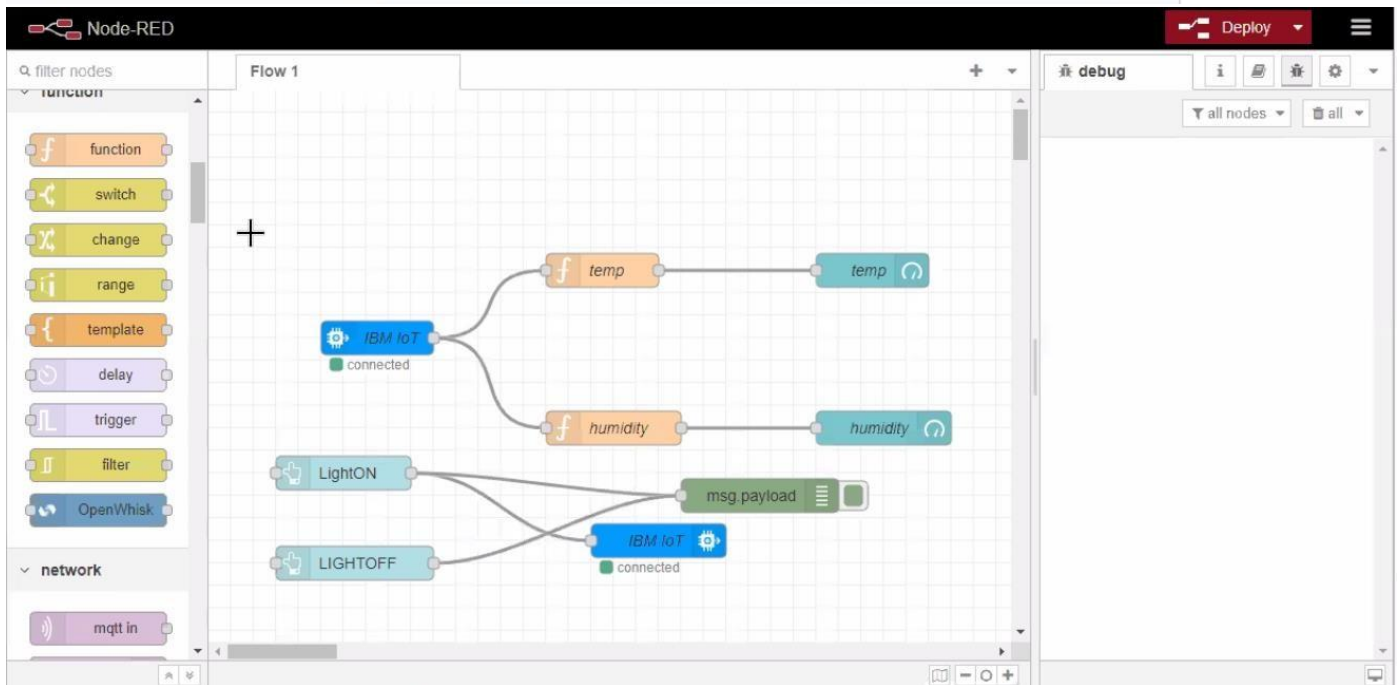 Node-RED
Deploy
filter nodes
Flow 1
debug
all nodes
all
function
function
switch
change
range
template
delay
trigger
filter
OpenWhisk
network
mqtt in
temp
temp
IBM IoT
connected
humidity
humidity
LightON
msg.payload
IBM IoT
connected
LIGHTOFF